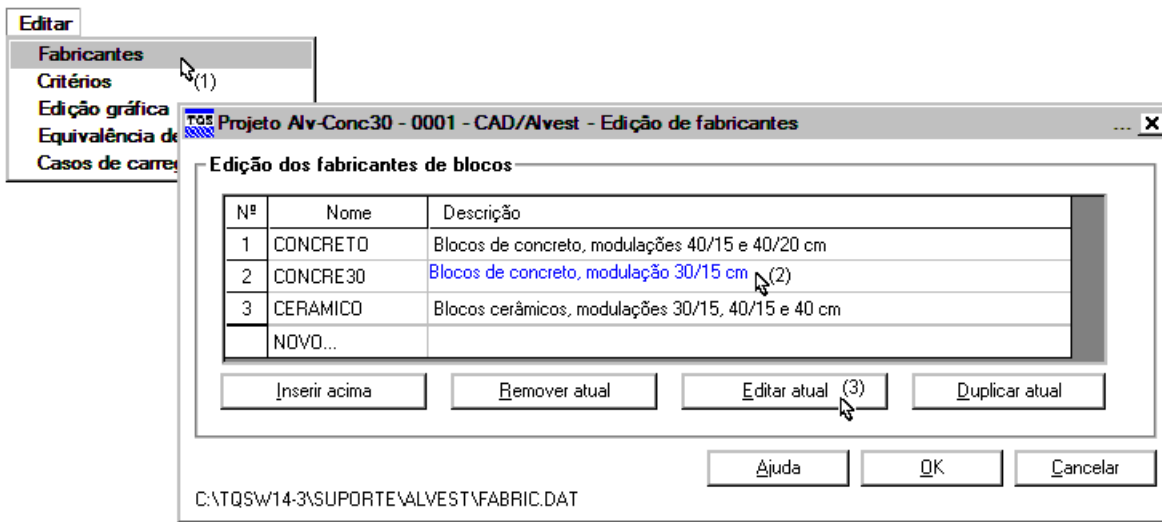 Editar
Fabricantes
(1)
Critérios
Edição gráfica
Equivalência de
Casos de carreg
TQS Projeto Alv-Conc30 - 0001 - CAD/Alvest - Edição de fabricantes ... X
Edição dos fabricantes de blocos
Nº Nome Descrição
1 CONCRETO Blocos de concreto, modulações 40/15 e 40/20 cm
2 CONCRE30 Blocos de concreto, modulação 30/15 cm (2)
3 CERAMICO Blocos cerâmicos, modulações 30/15, 40/15 e 40 cm
NOVO...
Inserir acima Remover atual Editar atual (3) Duplicar atual
Ajuda OK Cancelar
C:\TQSW14-3\SUPORTE\ALVEST\FABRIC.DAT